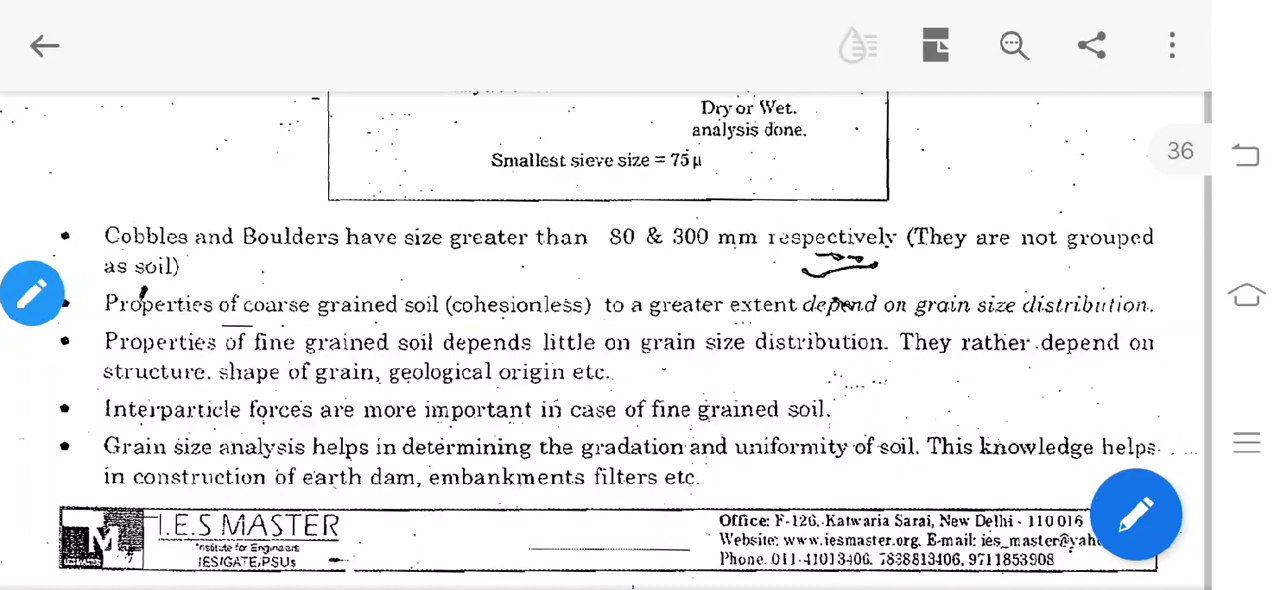 Dry or Wet.
analysis done.
36
Smallest sieve size = 75 μ
• Cobbles and Boulders have size greater than 80 & 300 mm respectively (They are not grouped
as soil)
• Properties of coarse grained soil (cohesionless) to a greater extent depend on grain size distribution.
• Properties of fine grained soil depends little on grain size distribution. They rather depend on
structure. shape of grain, geological origin etc.
• Interparticle forces are more important in case of fine grained soil.
• Grain size analysis helps in determining the gradation and uniformity of soil. This knowledge helps
in construction of earth dam, embankments filters etc.
M
I.E.S MASTER
Institute for Engineers
IES/GATE/PSUs
Office: F-126, Katwaria Sarai, New Delhi - 110 016
Website: www.iesmaster.org. E-mail: ies_master@yah
Phone. 011-41013406, 7838813406, 9711853908